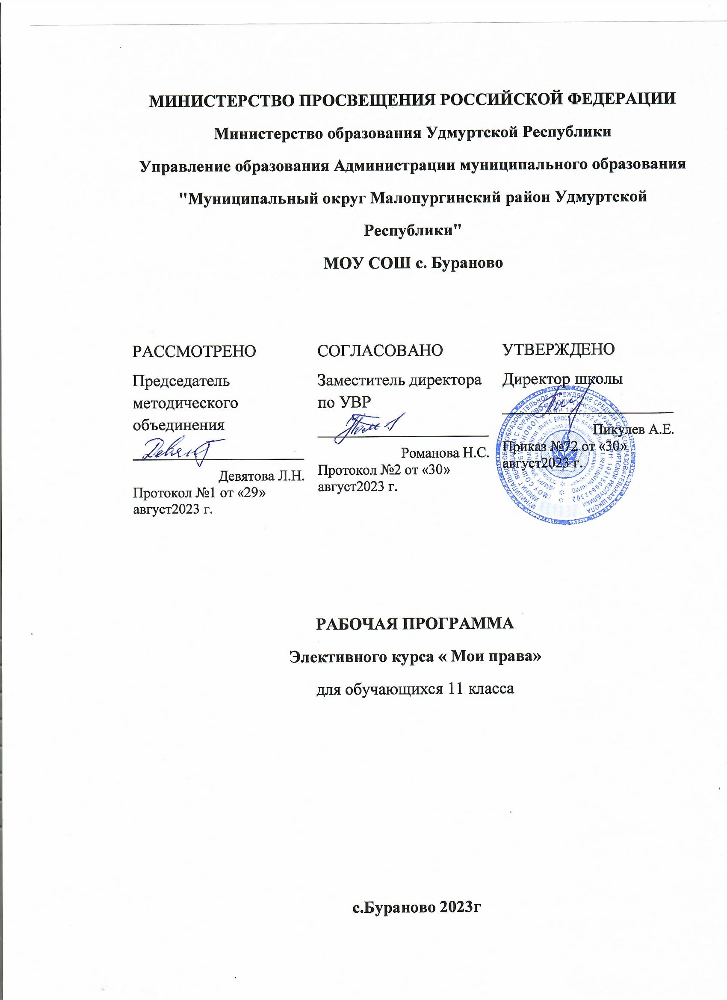 МИНИСТЕРСТВО ПРОСВЕЩЕНИЯ РОССИЙСКОЙ ФЕДЕРАЦИИ
Министерство образования Удмуртской Республики
Управление образования Администрации муниципального образования
"Муниципальный округ Малопургинский район Удмуртской
Республики"
МОУ СОШ с. Бураново
РАССМОТРЕНО
Председатель
методического
объединения
Девятова Л.Н.
Протокол №1 от «29»
август2023 г.
СОГЛАСОВАНО
Заместитель директора
по УВР
Романова Н.С.
Протокол №2 от «30»
август2023 г.
УТВЕРЖДЕНО
Директор школы
Пикулев А.Е.
Приказ №72 от «30»
август2023 г.
РАБОЧАЯ ПРОГРАММА
Элективного курса « Мои права»
для обучающихся 11 класса
с.Бураново 2023г